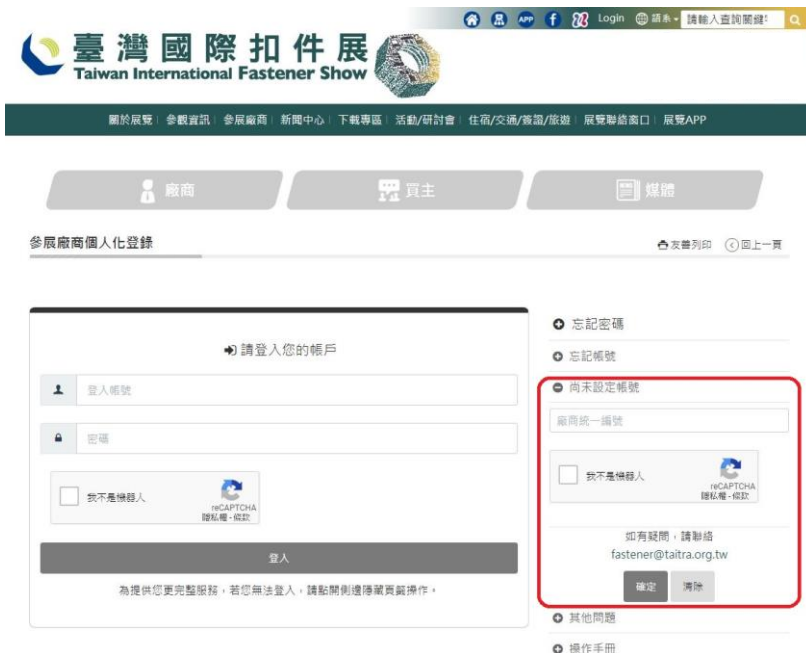 APP f Login 語系 請輸入查詢關鍵字
臺灣國際扣件展
Taiwan International Fastener Show
關於展覽 參觀資訊 參展廠商 新聞中心 下載專區 活動/研討會 住宿/交通/簽證/旅遊 展覽聯絡窗口 展覽APP
廠商 買主 媒體
參展廠商個人化登錄
友善列印 回上一頁
請登入您的帳戶
登入帳號
密碼
我不是機器人
reCAPTCHA
隱私權 - 條款
登入
為提供您更完整服務，若您無法登入，請點開側邊隱藏頁籤操作。
忘記密碼
忘記帳號
尚未設定帳號
廠商統一編號
我不是機器人
reCAPTCHA
隱私權 - 條款
如有疑問，請聯絡
fastener@taitra.org.tw
確定 清除
其他問題
操作手冊